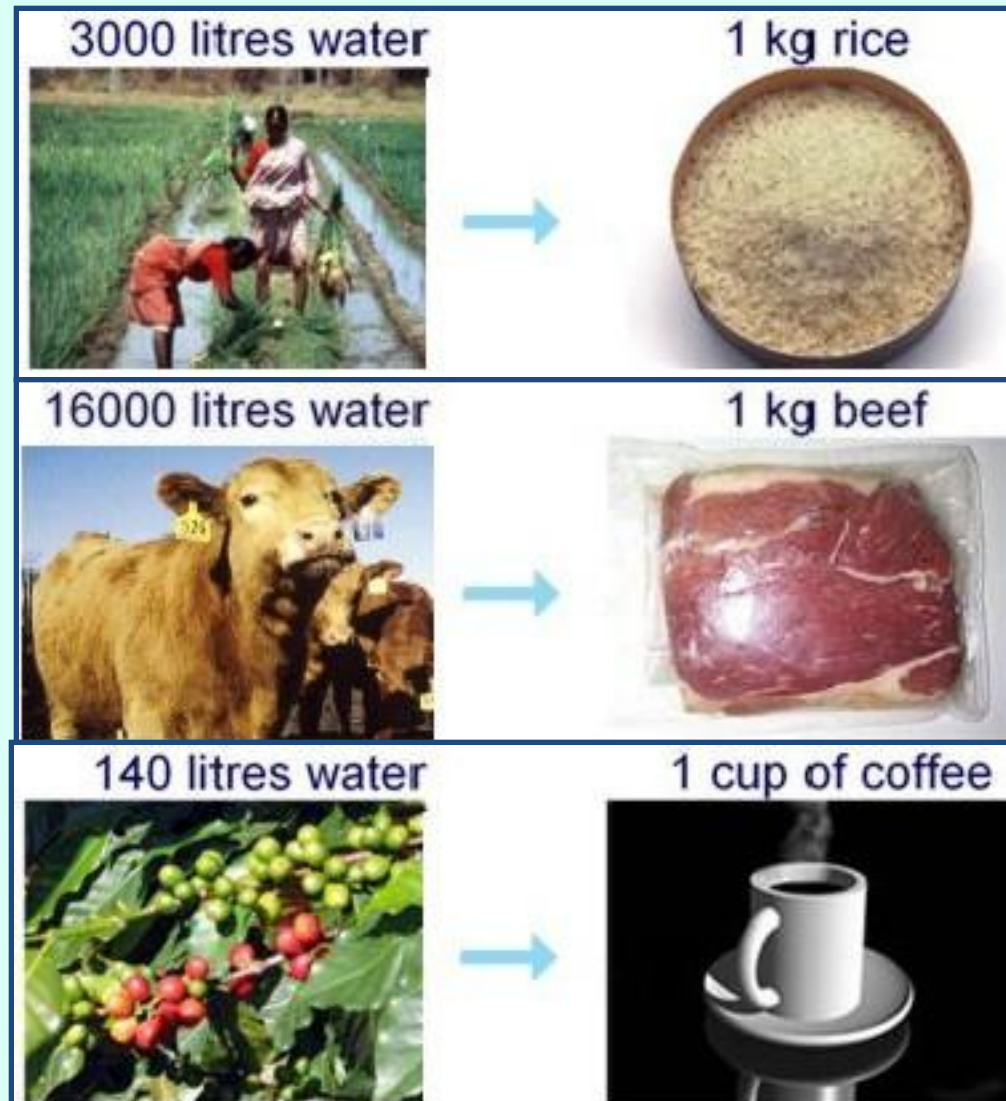 3000 litres water
1 kg rice
16000 litres water
1 kg beef
140 litres water
1 cup of coffee